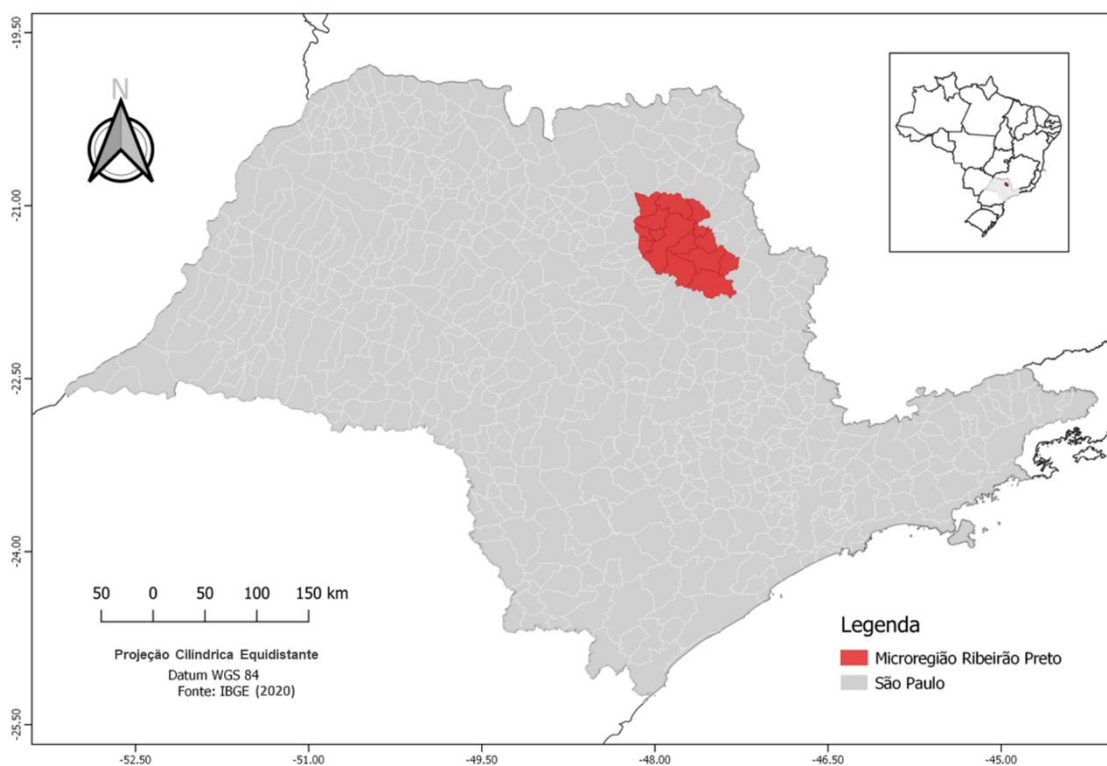 -19.50
-21.00
-22.50
-24.00
-25.50
N
50 0 50 100 150 km
Projeção Cilíndrica Equidistante
Datum WGS 84
Fonte: IBGE (2020)
Legenda
Microregião Ribeirão Preto
São Paulo
-52.50 -51.00 -49.50 -48.00 -46.50 -45.00